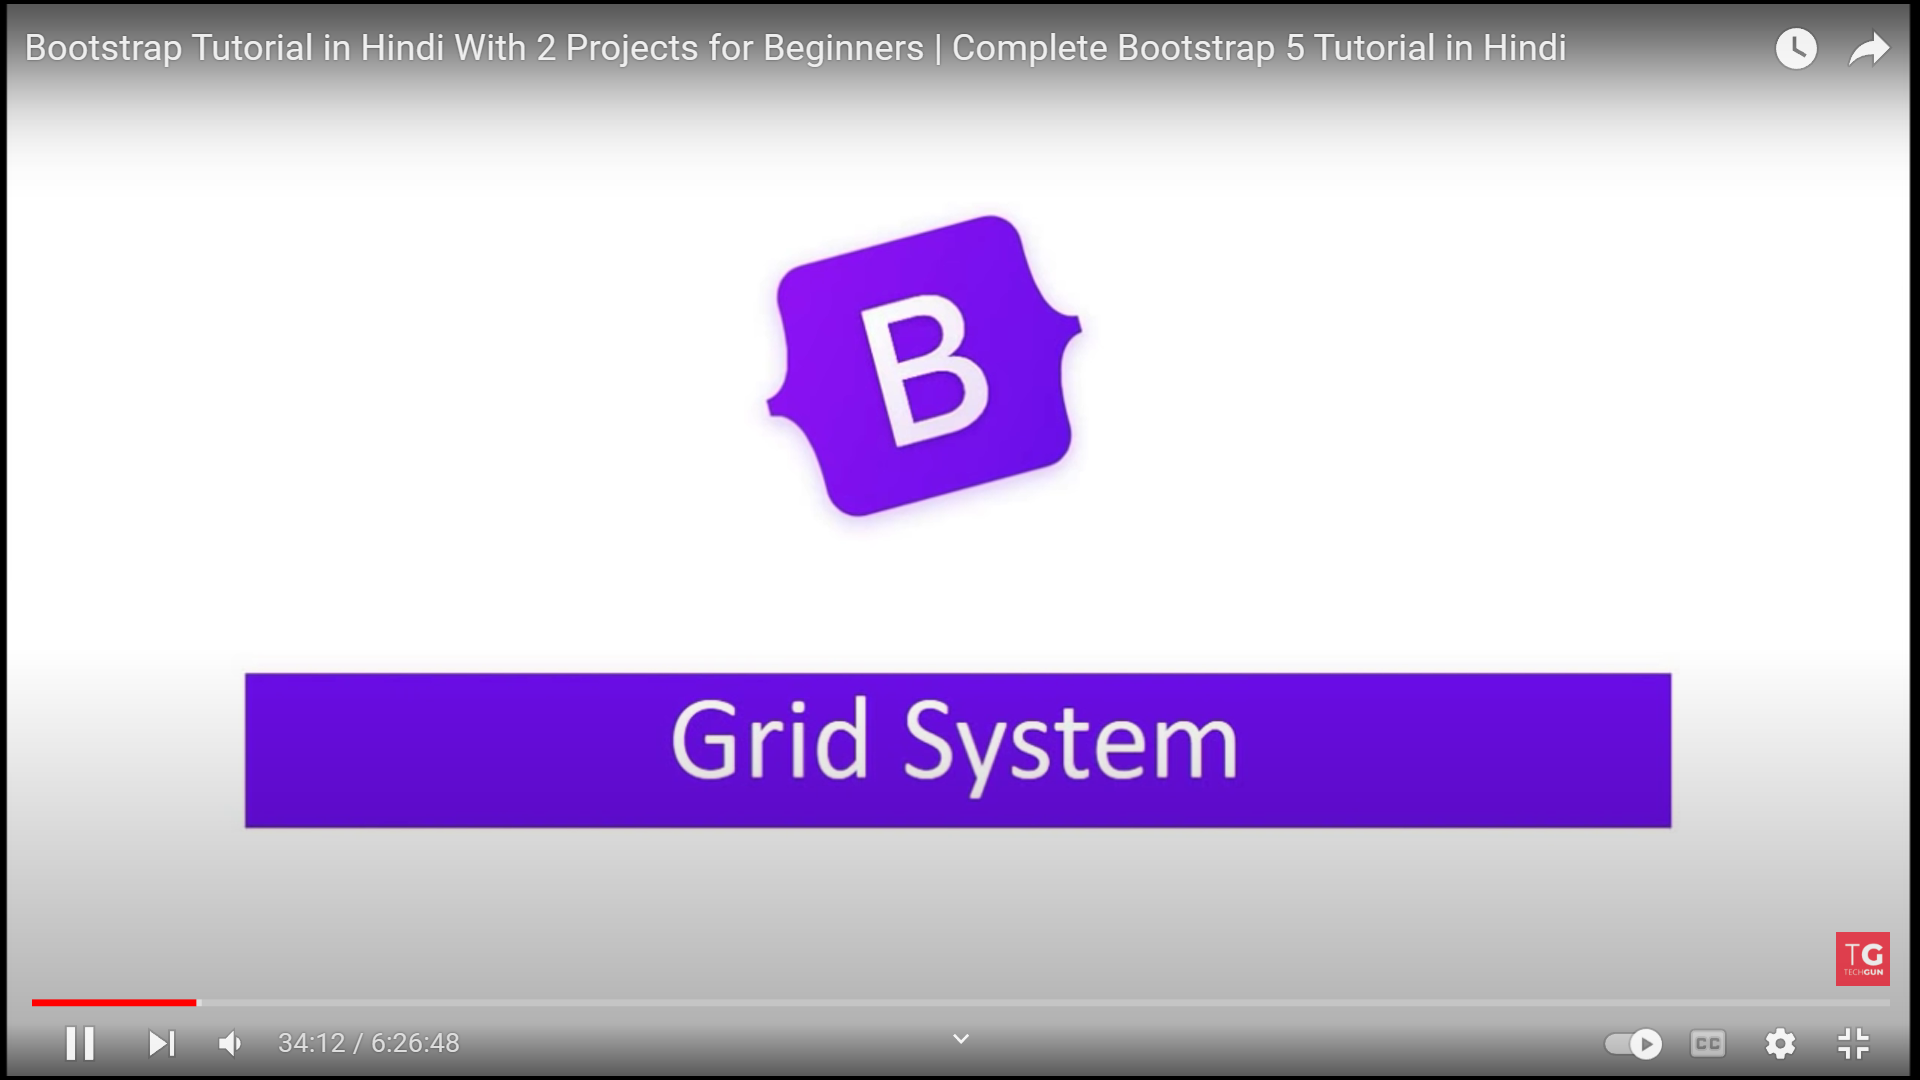 Bootstrap Tutorial in Hindi With 2 Projects for Beginners | Complete Bootstrap 5 Tutorial in Hindi
B
Grid System
TG
TECHGUN
34:12 / 6:26:48
CC